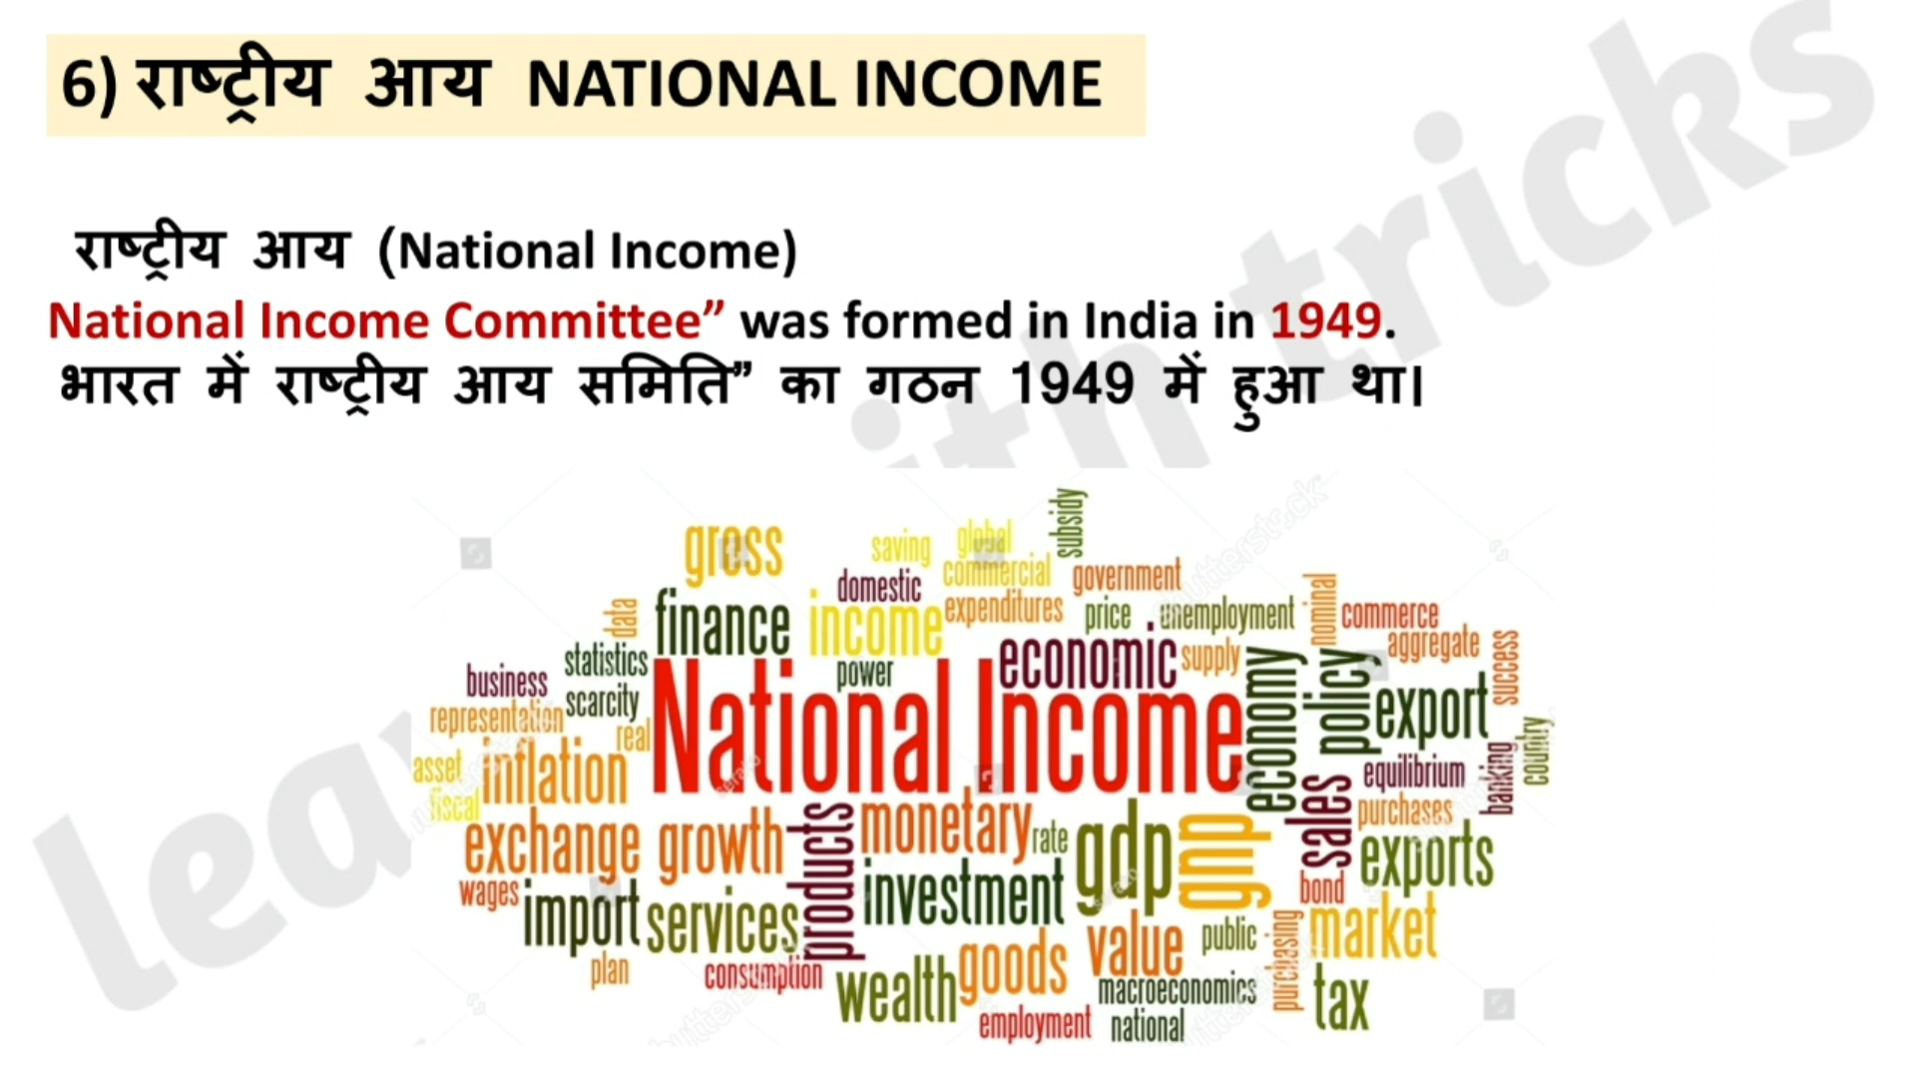 6) राष्ट्रीय आय NATIONAL INCOME
राष्ट्रीय आय (National Income)
National Income Committee” was formed in India in 1949.
भारत में राष्ट्रीय आय समिति” का गठन 1949 में हुआ था।
learn with tricks
gross
saving
global
subsidy
domestic
commercial
government
data
finance
income
expenditures
price
unemployment
nominal
commerce
aggregate
success
statistics
power
economic
supply
business
scarcity
National Income
economy
policy
export
representation
real
country
asset
inflation
equilibrium
banking
fiscal
sales
purchases
exchange
growth
products
monetary
rate
gdp
gnp
exports
wages
import
services
investment
bond
market
plan
consumption
wealth
goods
value
public
purchasing
macroeconomics
tax
employment
national
shutterstock